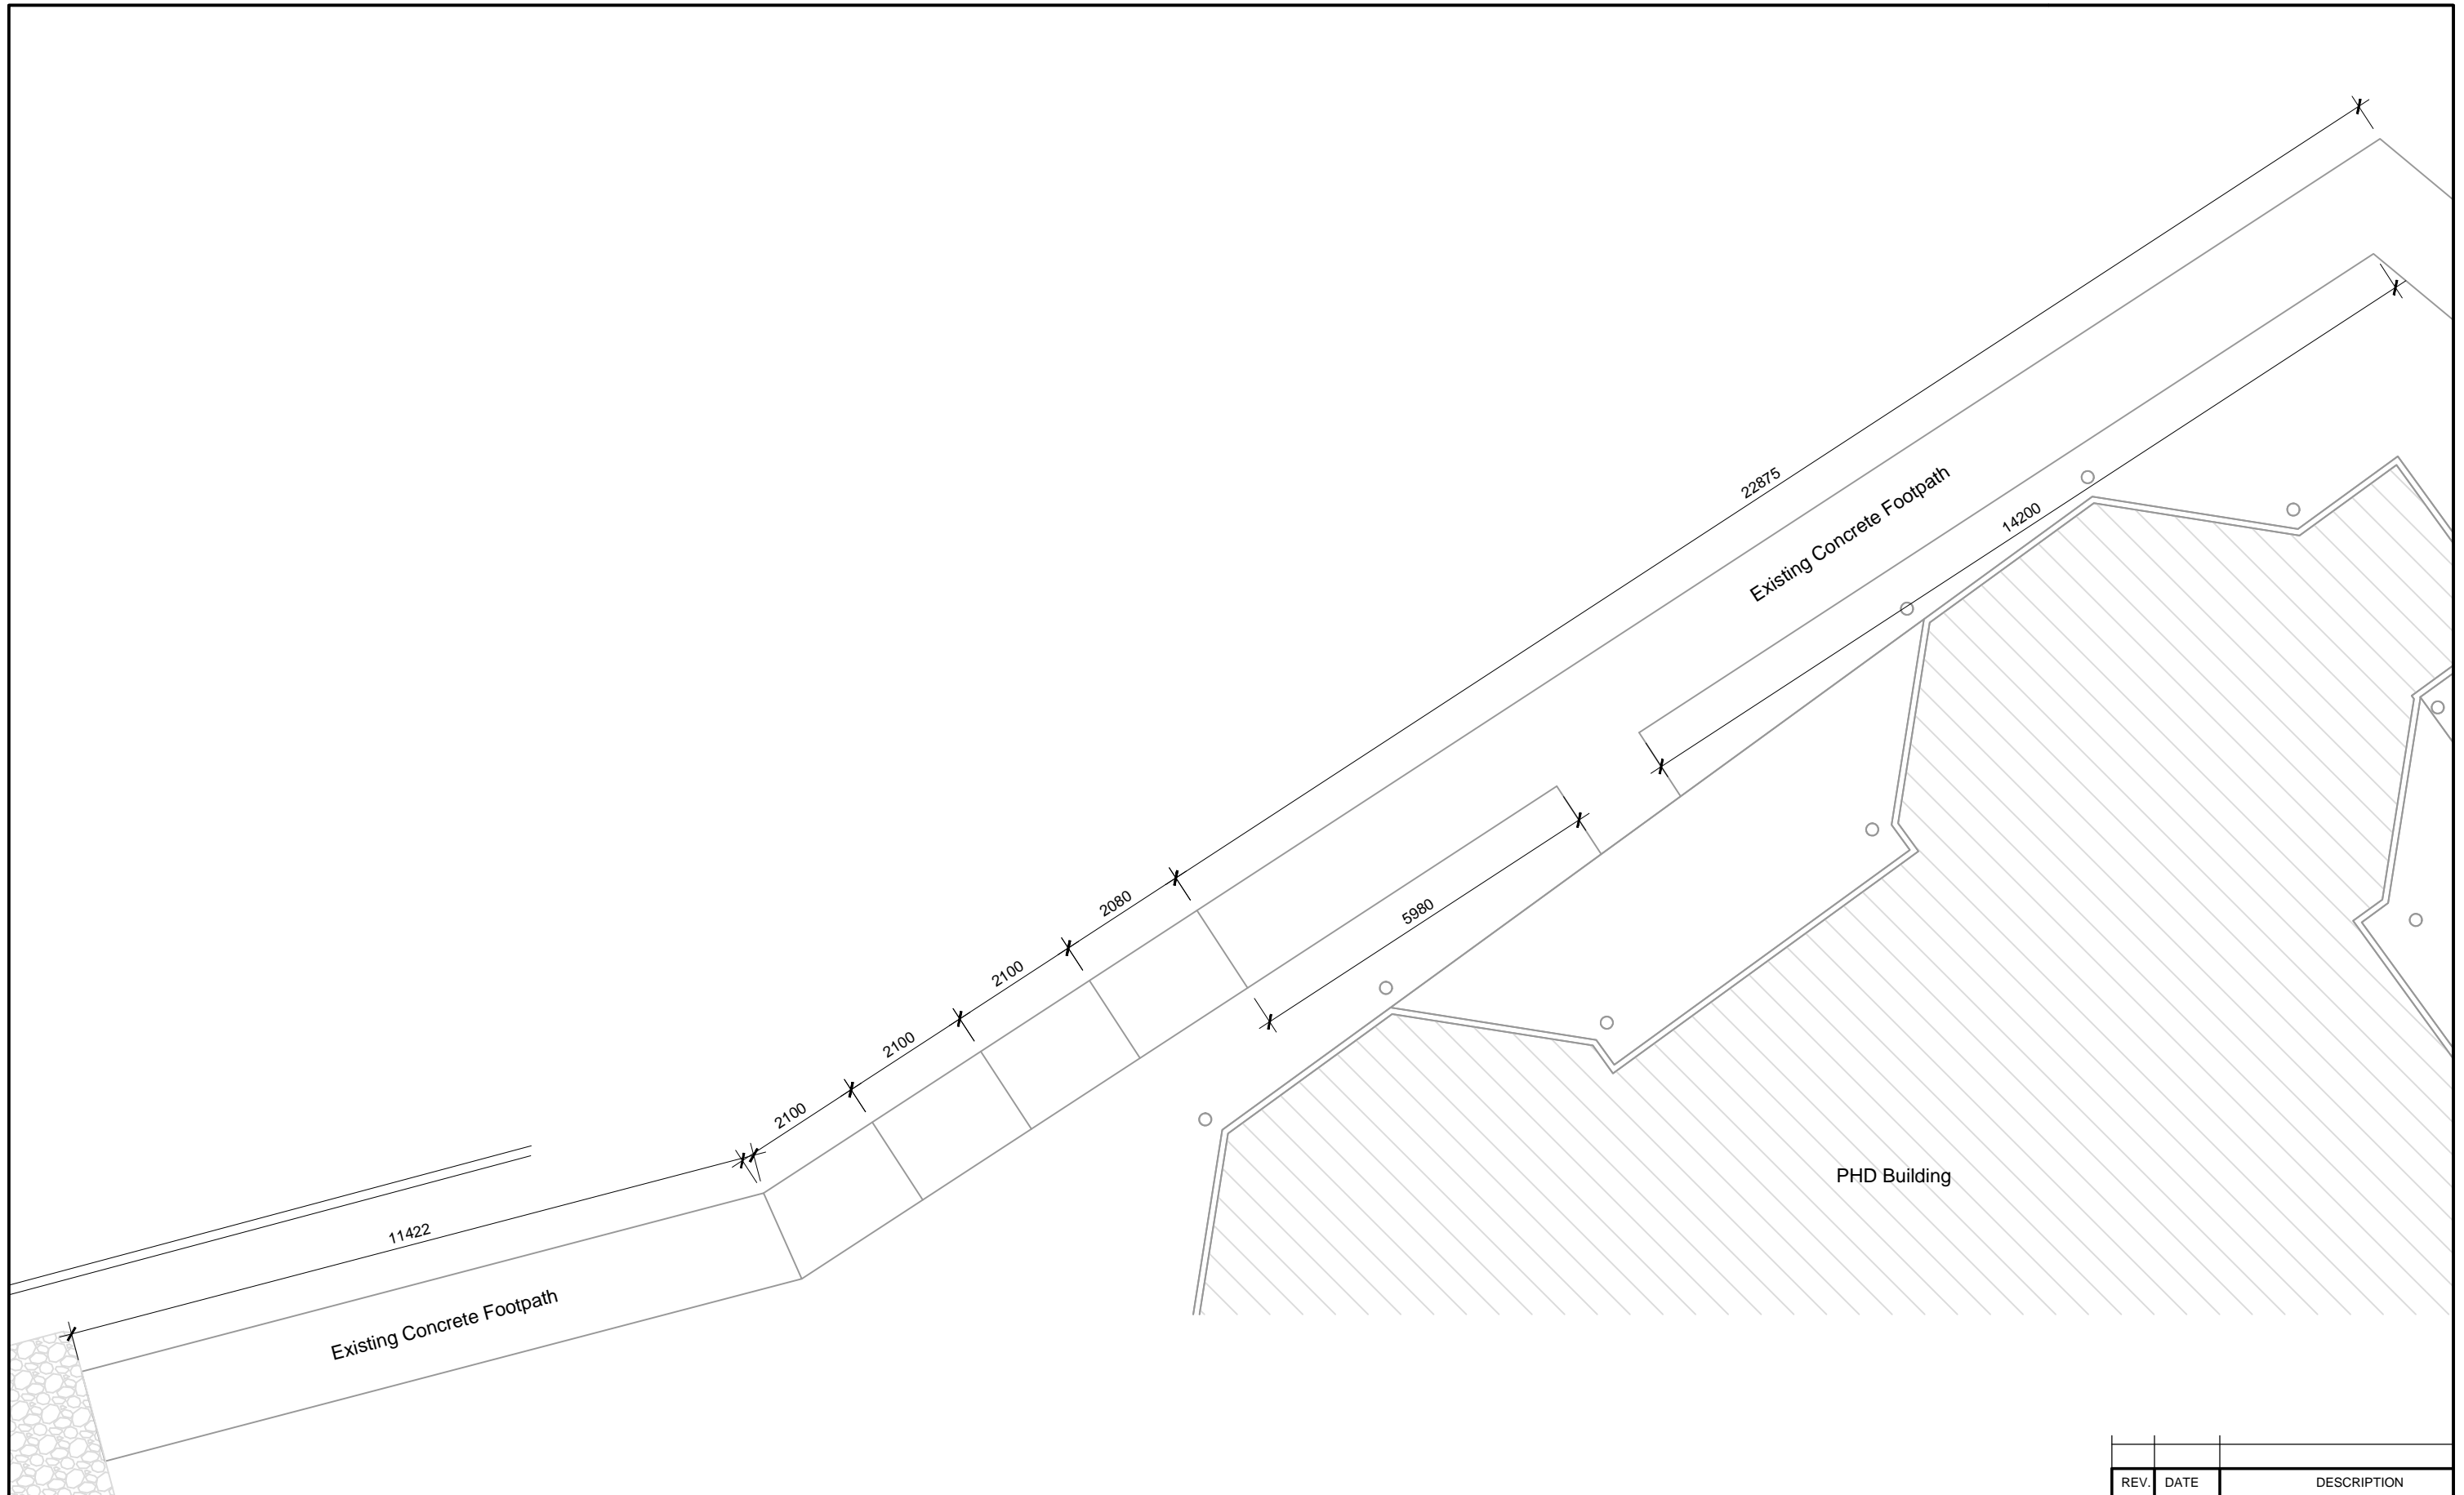 22875
Existing Concrete Footpath
14200
2080
5980
2100
2100
2100
PHD Building
11422
Existing Concrete Footpath
REV. DATE DESCRIPTION